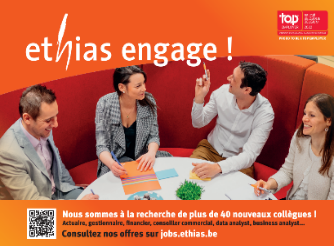 ethias engage !
top
EMPLOYER
Nous sommes à la recherche de plus de 40 nouveaux collègues !
Actuaire, gestionnaire, financier, conseiller commercial, data analyst, business analyst...
Consultez nos offres sur jobs.ethias.be